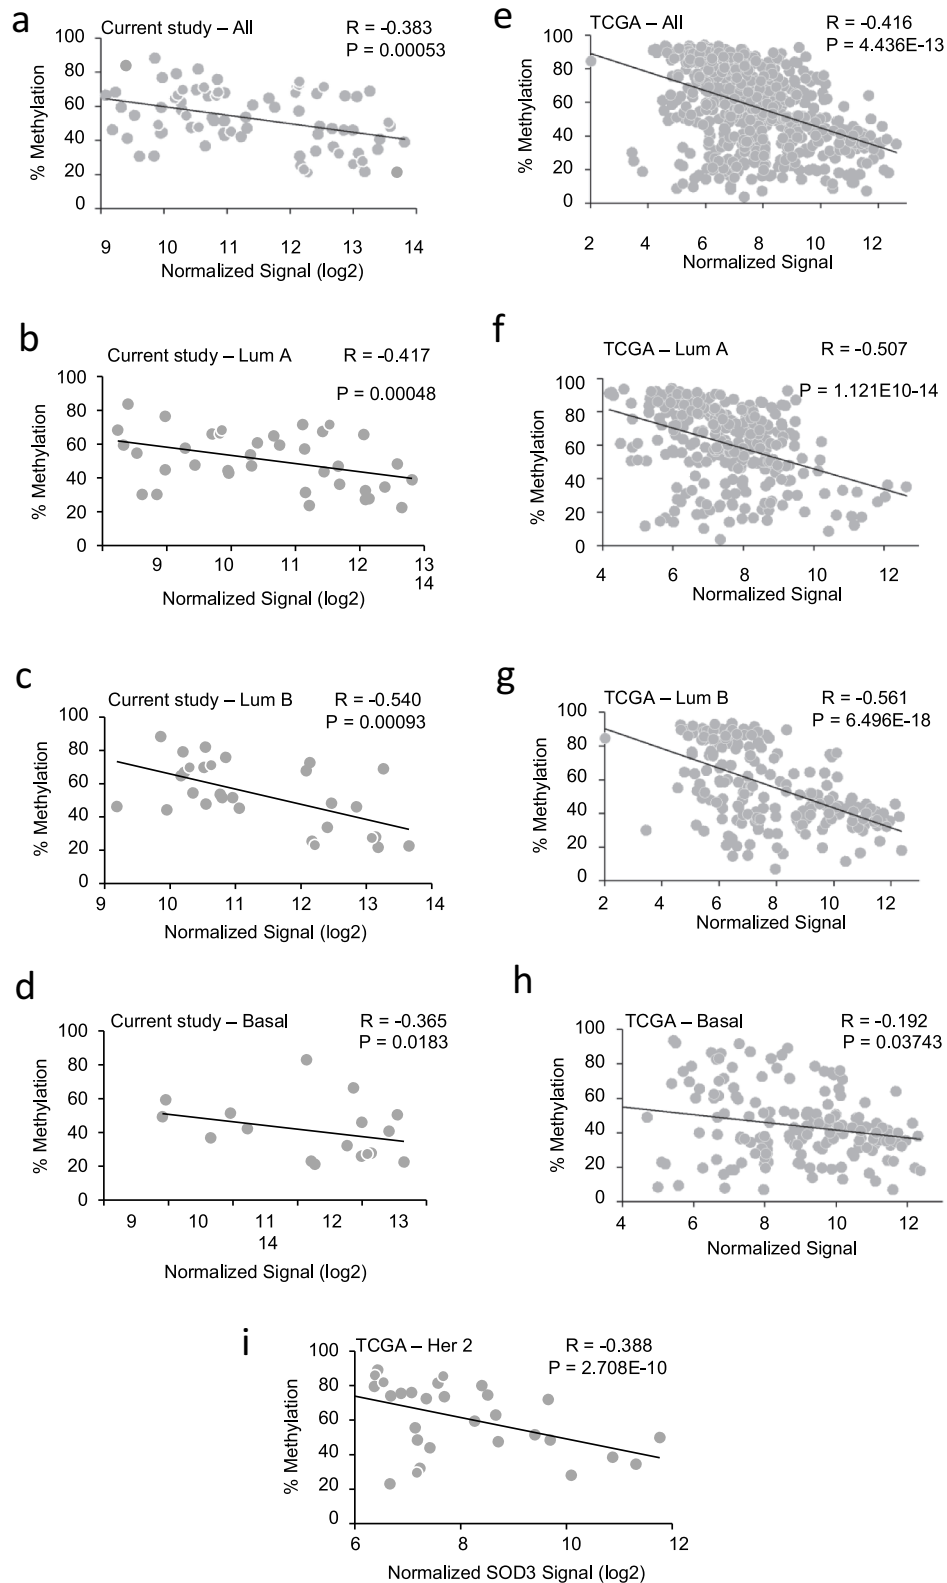 a
Current study – All
R = -0.383
P = 0.00053
100
80
60
40
20
0
% Methylation
9 10 11 12 13 14
Normalized Signal (log2)
e
TCGA – All
R = -0.416
P = 4.436E-13
100
80
60
40
20
0
% Methylation
2 4 6 8 10 12
Normalized Signal
b
Current study – Lum A
R = -0.417
P = 0.00048
100
80
60
40
20
0
% Methylation
9 10 11 12 13
14
Normalized Signal (log2)
f
TCGA – Lum A
R = -0.507
P = 1.121E10-14
100
80
60
40
20
0
% Methylation
4 6 8 10 12
Normalized Signal
c
Current study – Lum B
R = -0.540
P = 0.00093
100
80
60
40
20
0
% Methylation
9 10 11 12 13 14
Normalized Signal (log2)
g
TCGA – Lum B
R = -0.561
P = 6.496E-18
100
80
60
40
20
0
% Methylation
2 4 6 8 10 12
Normalized Signal
d
Current study – Basal
R = -0.365
P = 0.0183
100
80
60
40
20
0
% Methylation
9 10 11 12 13
14
Normalized Signal (log2)
h
TCGA – Basal
R = -0.192
P = 0.03743
100
80
60
40
20
0
% Methylation
4 6 8 10 12
Normalized Signal
i
TCGA – Her 2
R = -0.388
P = 2.708E-10
100
80
60
40
20
0
% Methylation
6 8 10 12
Normalized SOD3 Signal (log2)